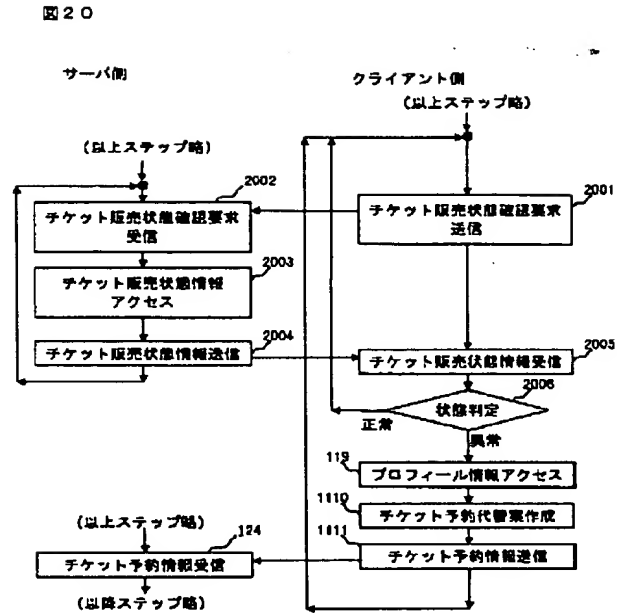 図20
サーバ側
クライアント側
(以上ステップ略)
(以上ステップ略)
2002
チケット販売状態確認要求
受信
2001
チケット販売状態確認要求
送信
2003
チケット販売状態情報
アクセス
2004
チケット販売状態情報送信
2005
チケット販売状態情報受信
2006
状態判定
正常
異常
119
プロフィール情報アクセス
1110
チケット予約代替案作成
1111
チケット予約情報送信
(以上ステップ略)
124
チケット予約情報受信
(以降ステップ略)